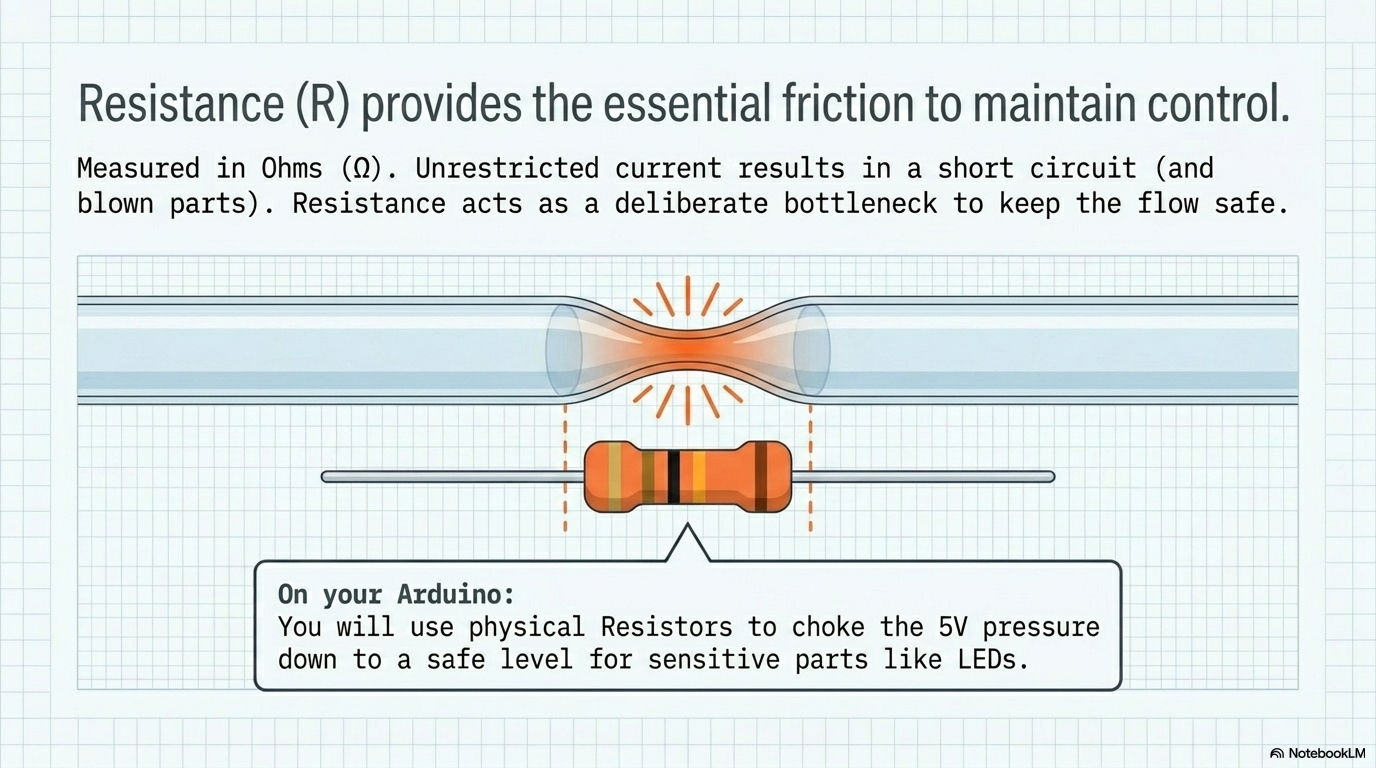 Resistance (R) provides the essential friction to maintain control.
Measured in Ohms (Ω). Unrestricted current results in a short circuit (and
blown parts). Resistance acts as a deliberate bottleneck to keep the flow safe.
On your Arduino:
You will use physical Resistors to choke the 5V pressure
down to a safe level for sensitive parts like LEDs.
NotebookLM